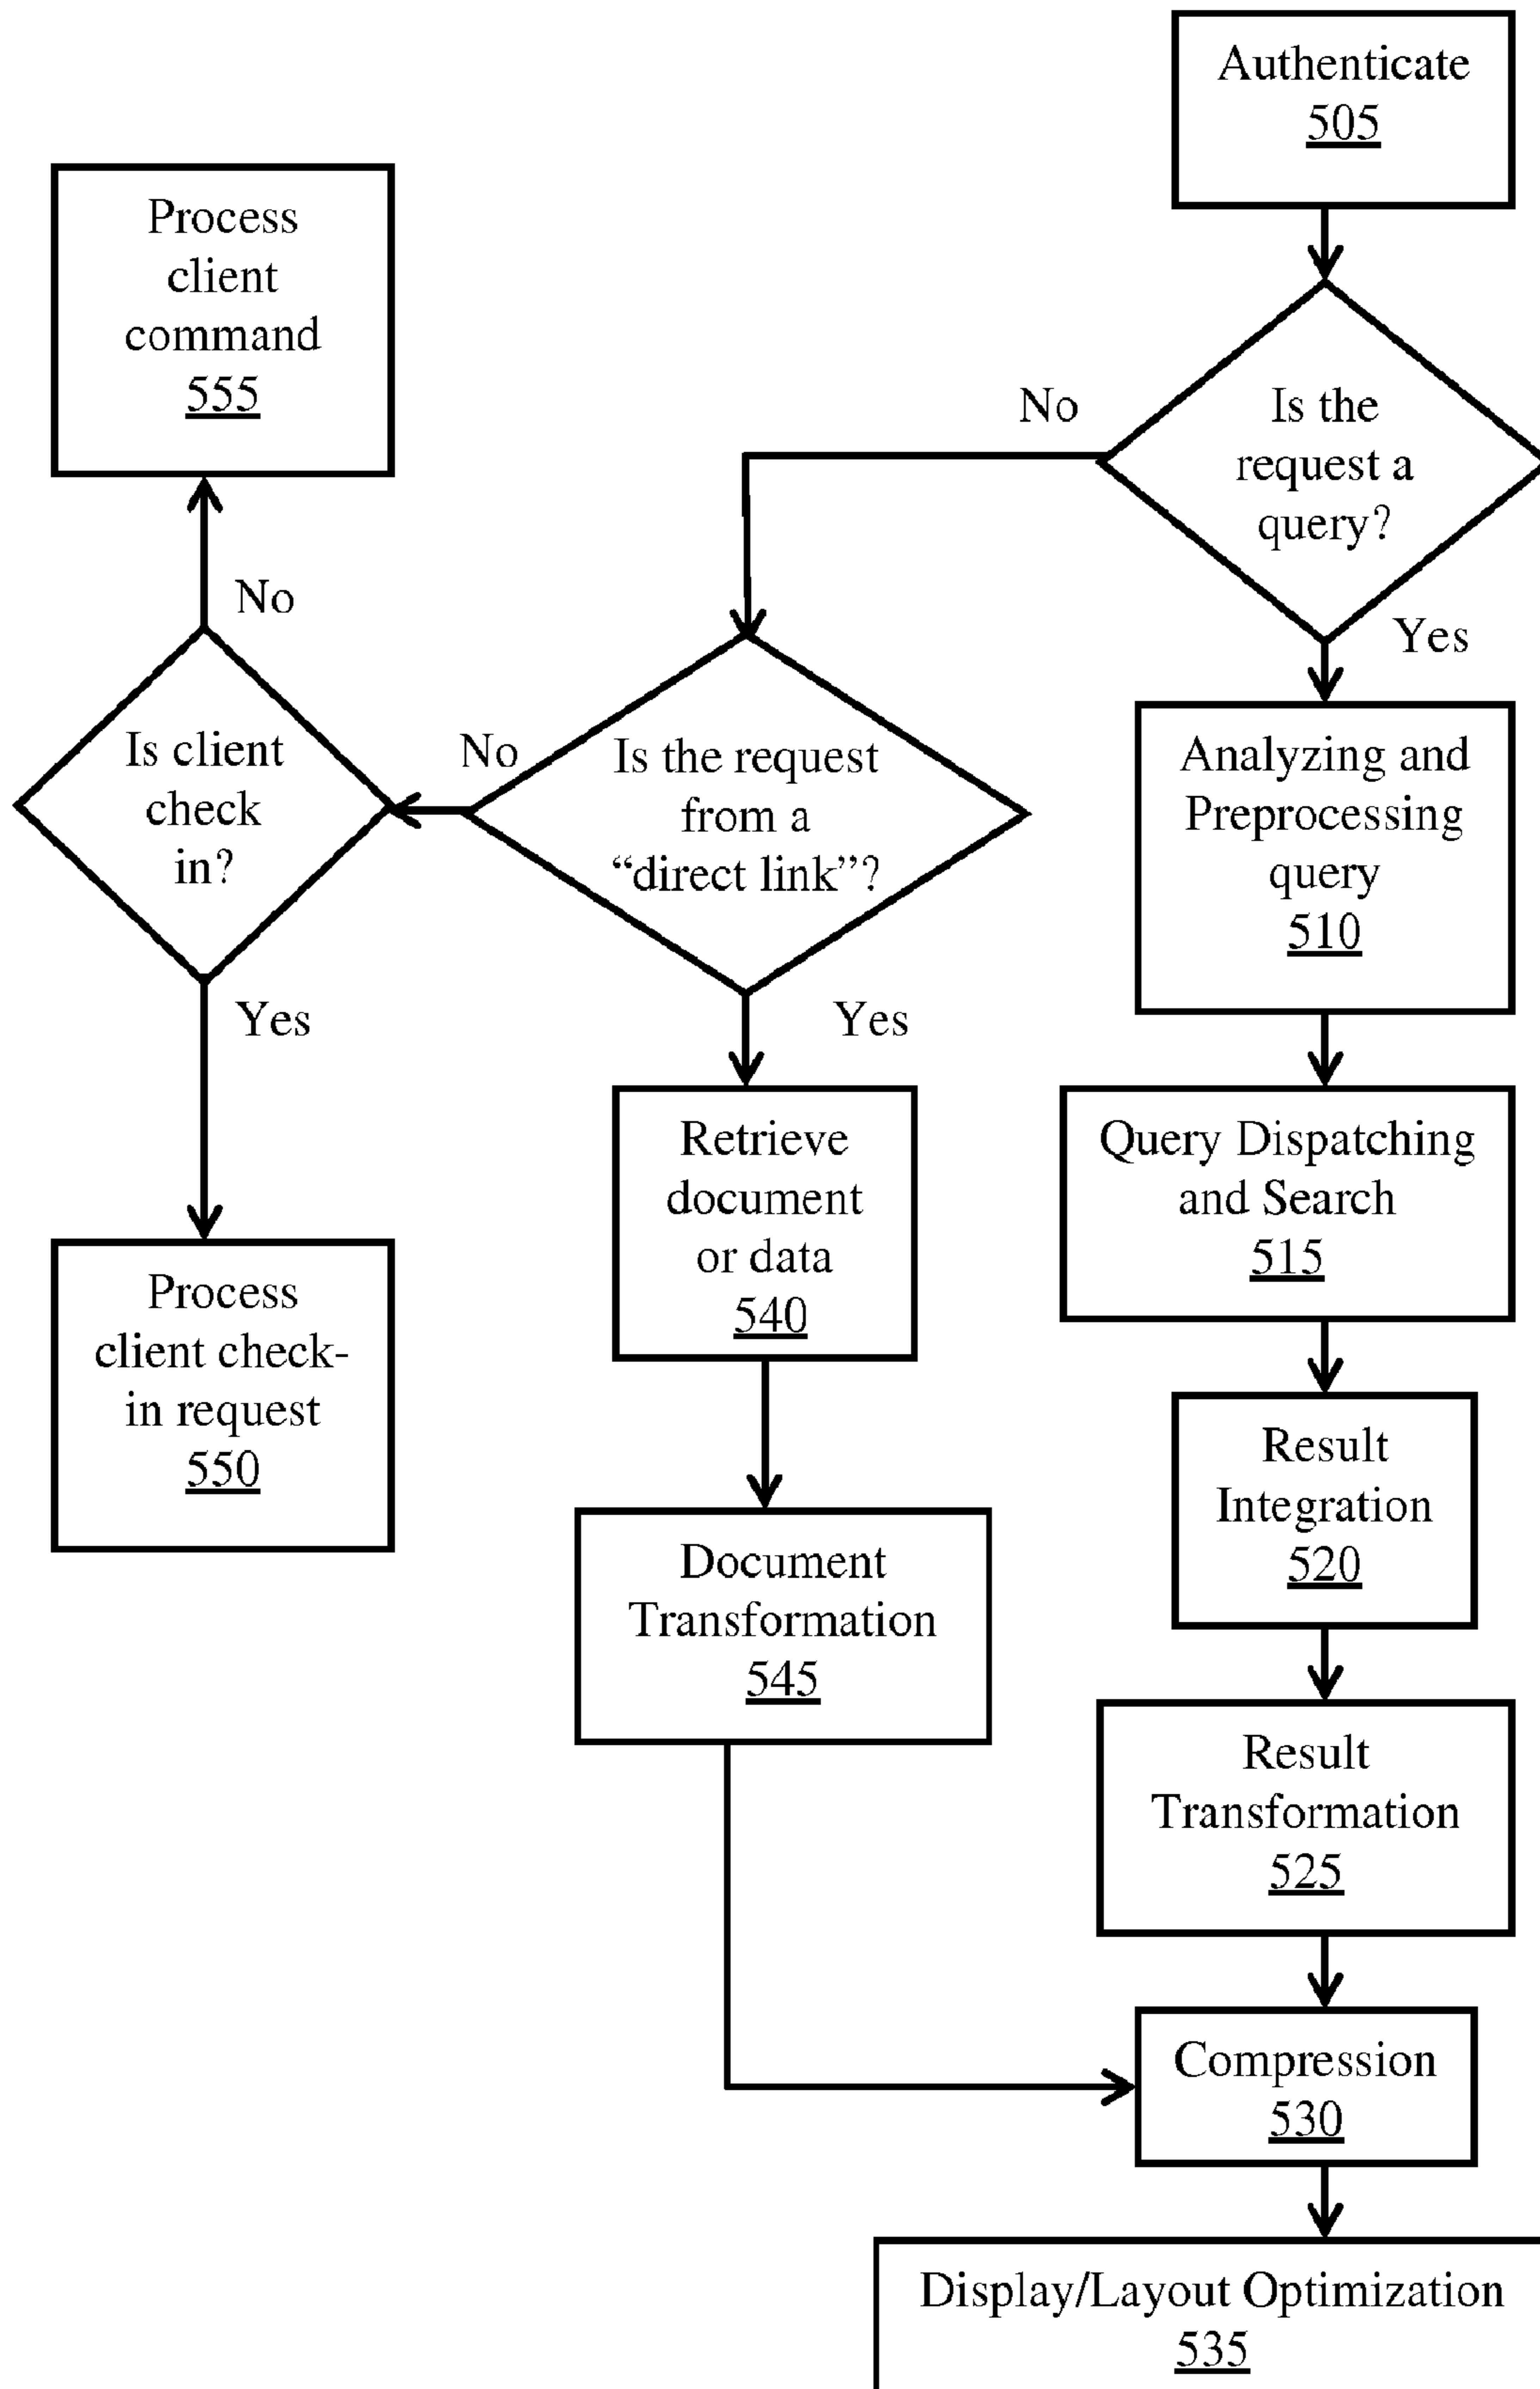 Authenticate
505
Is the
request a
query?
No
Yes
Analyzing and
Preprocessing
query
510
Query Dispatching
and Search
515
Result
Integration
520
Result
Transformation
525
Compression
530
Display/Layout Optimization
535
Is the request
from a
“direct link”?
No
Yes
Retrieve
document
or data
540
Document
Transformation
545
Is client
check
in?
No
Yes
Process
client
command
555
Process
client check-
in request
550